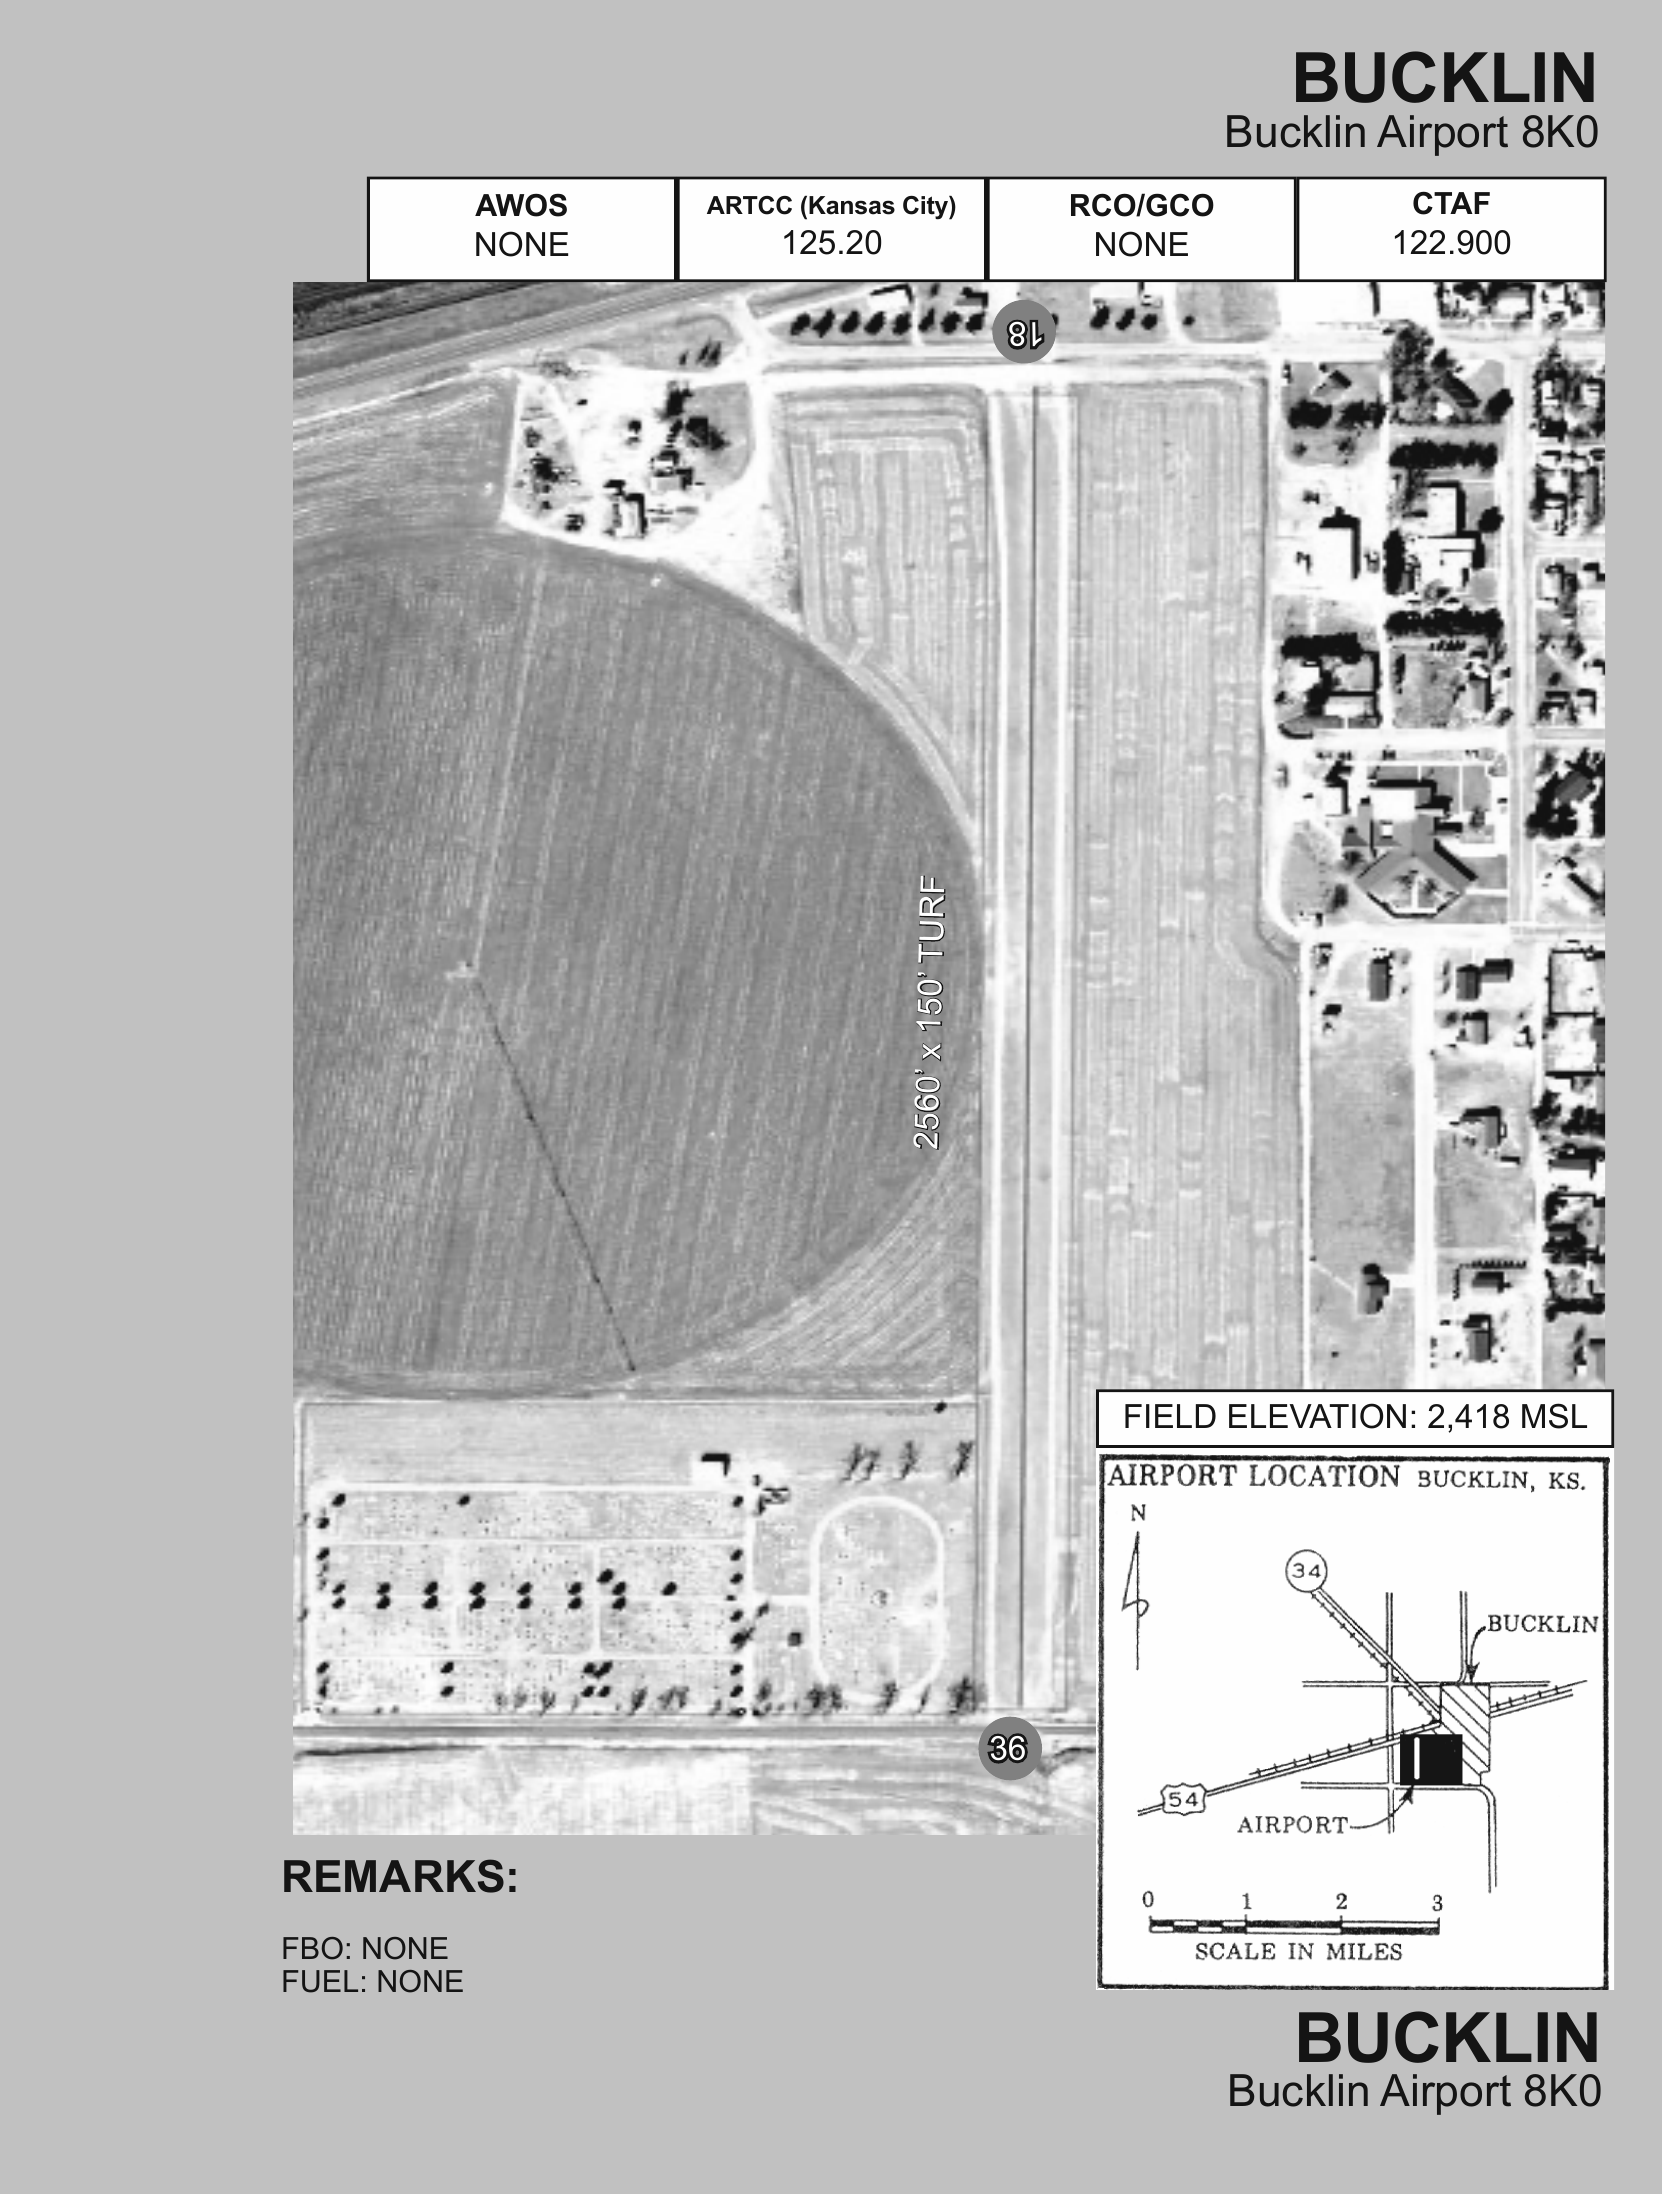 BUCKLIN
Bucklin Airport 8K0
AWOS
NONE
ARTCC (Kansas City)
125.20
RCO/GCO
NONE
CTAF
122.900
18
2560’ x 150’ TURF
36
FIELD ELEVATION: 2,418 MSL
AIRPORT LOCATION BUCKLIN, KS.
N
34
BUCKLIN
54
AIRPORT
0 1 2 3
SCALE IN MILES
REMARKS:
FBO: NONE
FUEL: NONE
BUCKLIN
Bucklin Airport 8K0